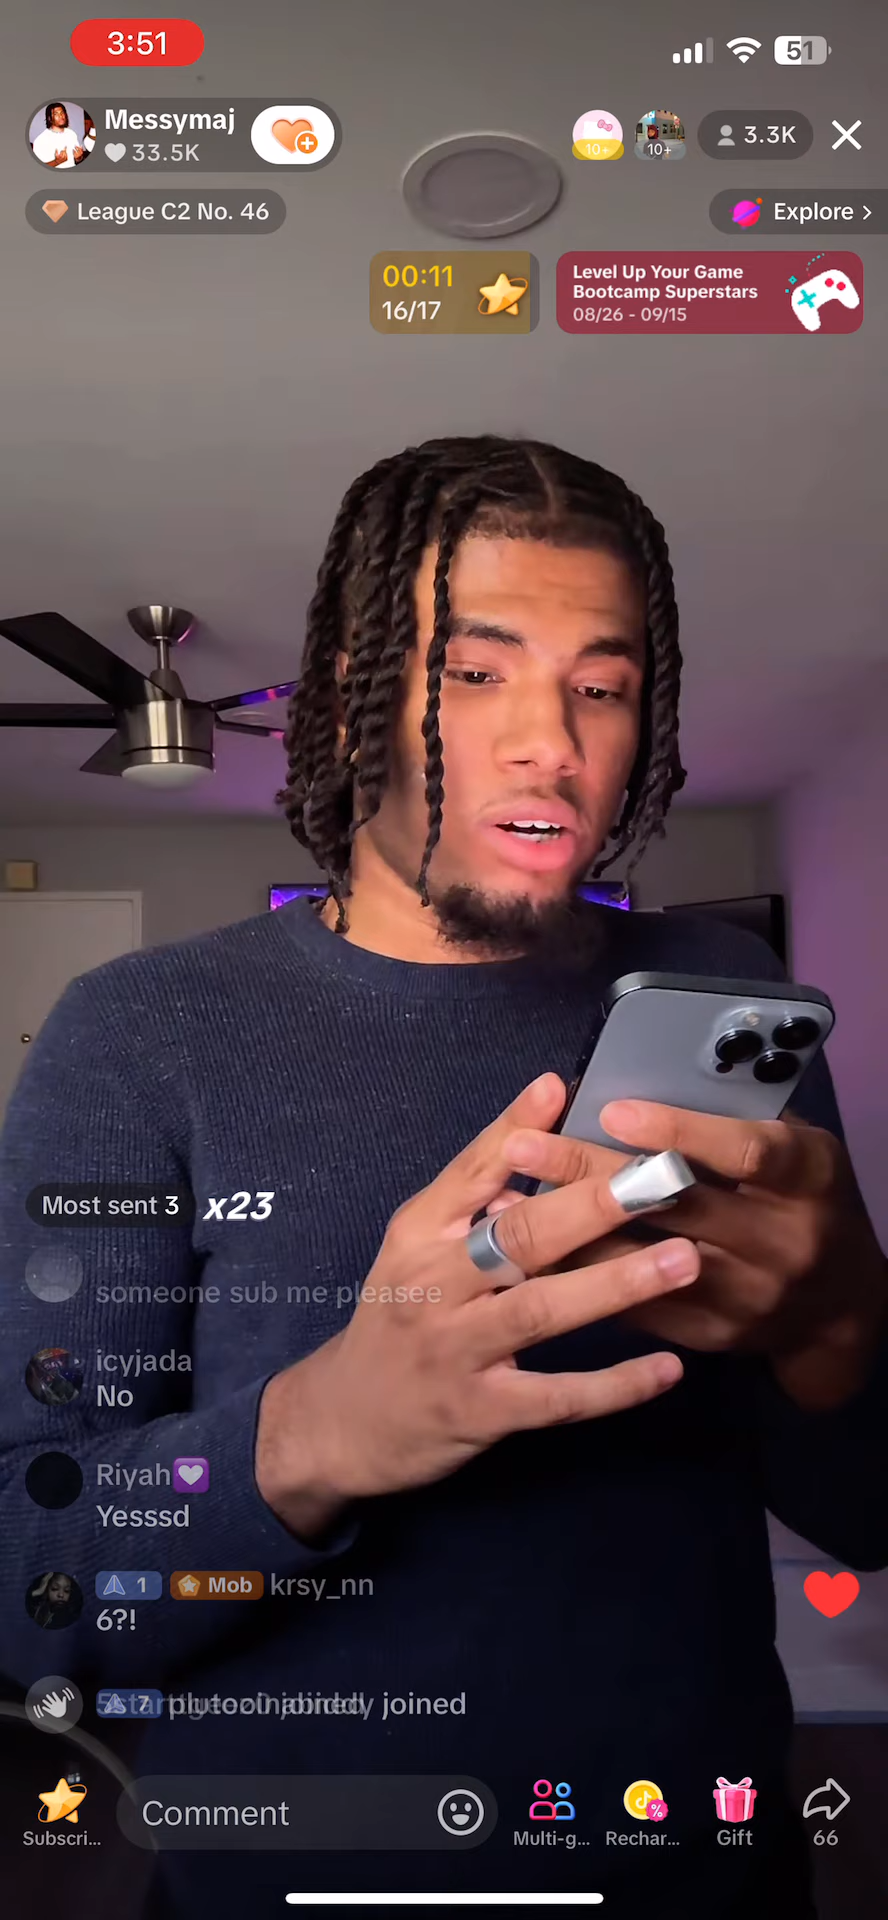 3:51
51
Messymaj
33.5K
10+
10+
3.3K
League C2 No. 46
Explore >
00:11
16/17
Level Up Your Game
Bootcamp Superstars
08/26 - 09/15
Most sent 3 x23
someone sub me pleasee
icyjada
No
Riyah
Yesssd
1 Mob krsy_nn
6?!
7 joined
Comment
Subscri...
Multi-g...
Rechar...
Gift
66